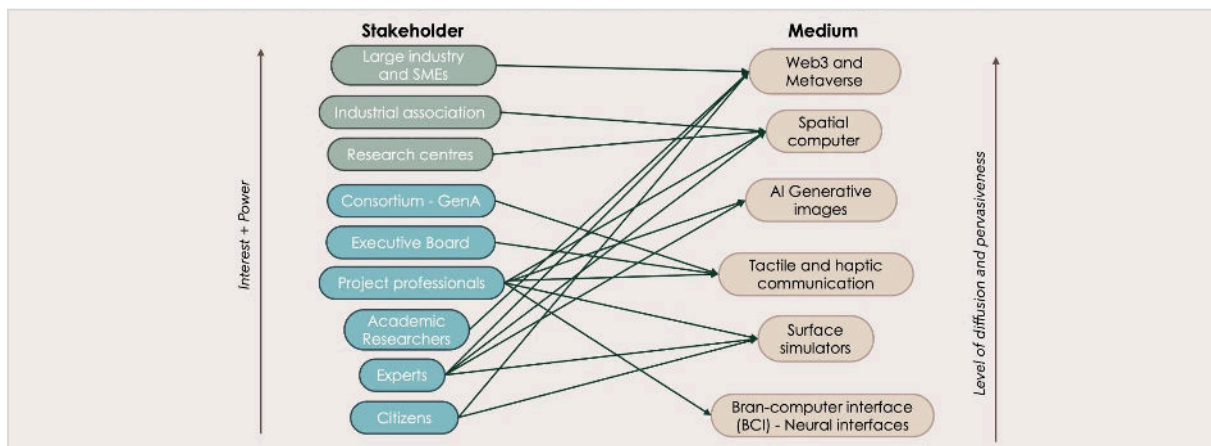 Stakeholder
Medium
Large industry
and SMEs
Industrial association
Research centres
Consortium - GenA
Executive Board
Project professionals
Academic
Researchers
Experts
Citizens
Web3 and
Metaverse
Spatial
computer
AI Generative
images
Tactile and haptic
communication
Surface
simulators
Bran-computer interface
(BCI) - Neural interfaces
Interest + Power
Level of diffusion and pervasiveness